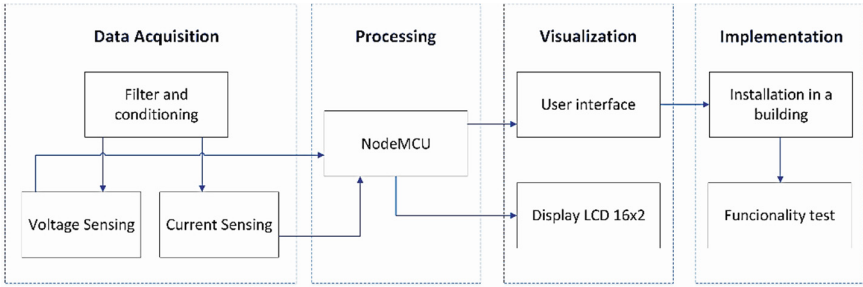 Data Acquisition
Processing
Visualization
Implementation
Filter and
conditioning
User interface
Installation in a
building
NodeMCU
Voltage Sensing
Current Sensing
Display LCD 16x2
Funcionality test